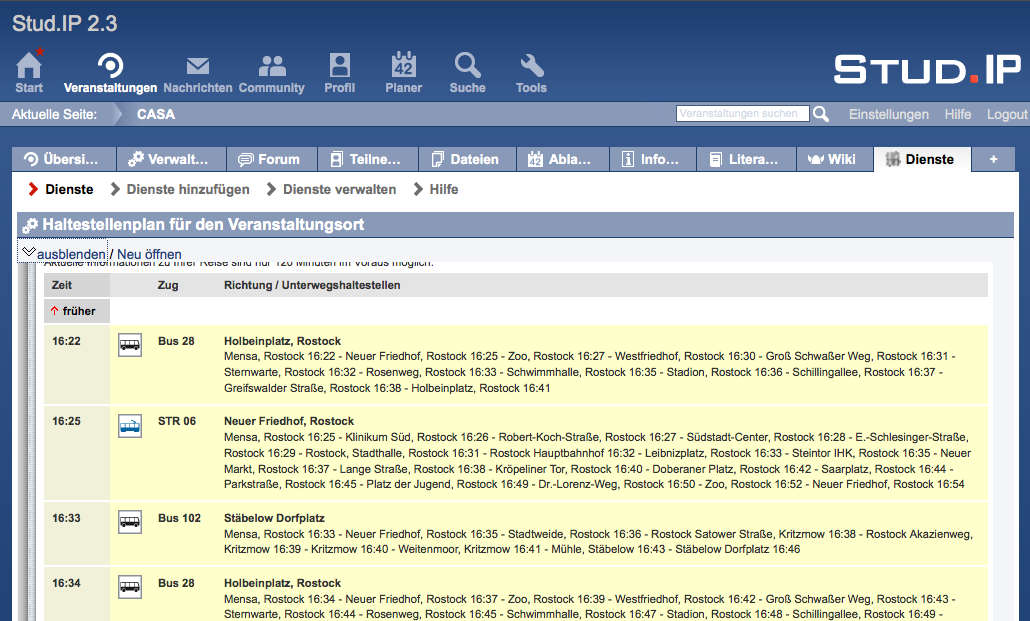 Stud.IP 2.3
Start Veranstaltungen Nachrichten Community Profil 42 Planer Suche Tools
STUD.IP
Aktuelle Seite: CASA Veranstaltungen suchen Einstellungen Hilfe Logout
Übersi... Verwalt... Forum Teilne... Dateien 42 Abla... Info... Litera... Wiki Dienste +
Dienste Dienste hinzufügen Dienste verwalten Hilfe
Haltestellenplan für den Veranstaltungsort
ausblenden / Neu öffnen
Aktuelle Informationen zu Ihrer Reise sind nur 120 Minuten im Voraus möglich.
Zeit Zug Richtung / Unterwegshaltestellen
früher
16:22 Bus 28 Holbeinplatz, Rostock
Mensa, Rostock 16:22 - Neuer Friedhof, Rostock 16:25 - Zoo, Rostock 16:27 - Westfriedhof, Rostock 16:30 - Groß Schwaßer Weg, Rostock 16:31 -
Sternwarte, Rostock 16:32 - Rosenweg, Rostock 16:33 - Schwimmhalle, Rostock 16:35 - Stadion, Rostock 16:36 - Schillingallee, Rostock 16:37 -
Greifswalder Straße, Rostock 16:38 - Holbeinplatz, Rostock 16:41
16:25 STR 06 Neuer Friedhof, Rostock
Mensa, Rostock 16:25 - Klinikum Süd, Rostock 16:26 - Robert-Koch-Straße, Rostock 16:27 - Südstadt-Center, Rostock 16:28 - E.-Schlesinger-Straße,
Rostock 16:29 - Rostock, Stadthalle, Rostock 16:31 - Rostock Hauptbahnhof 16:32 - Leibnizplatz, Rostock 16:33 - Steintor IHK, Rostock 16:35 - Neuer
Markt, Rostock 16:37 - Lange Straße, Rostock 16:38 - Kröpeliner Tor, Rostock 16:40 - Doberaner Platz, Rostock 16:42 - Saarplatz, Rostock 16:44 -
Parkstraße, Rostock 16:45 - Platz der Jugend, Rostock 16:49 - Dr.-Lorenz-Weg, Rostock 16:50 - Zoo, Rostock 16:52 - Neuer Friedhof, Rostock 16:54
16:33 Bus 102 Stäbelow Dorfplatz
Mensa, Rostock 16:33 - Neuer Friedhof, Rostock 16:35 - Stadtweide, Rostock 16:36 - Rostock Satower Straße, Kritzmow 16:38 - Rostock Akazienweg,
Kritzmow 16:39 - Kritzmow 16:40 - Weitenmoor, Kritzmow 16:41 - Mühle, Stäbelow 16:43 - Stäbelow Dorfplatz 16:46
16:34 Bus 28 Holbeinplatz, Rostock
Mensa, Rostock 16:34 - Neuer Friedhof, Rostock 16:37 - Zoo, Rostock 16:39 - Westfriedhof, Rostock 16:42 - Groß Schwaßer Weg, Rostock 16:43 -
Sternwarte, Rostock 16:44 - Rosenweg, Rostock 16:45 - Schwimmhalle, Rostock 16:47 - Stadion, Rostock 16:48 - Schillingallee, Rostock 16:49 -